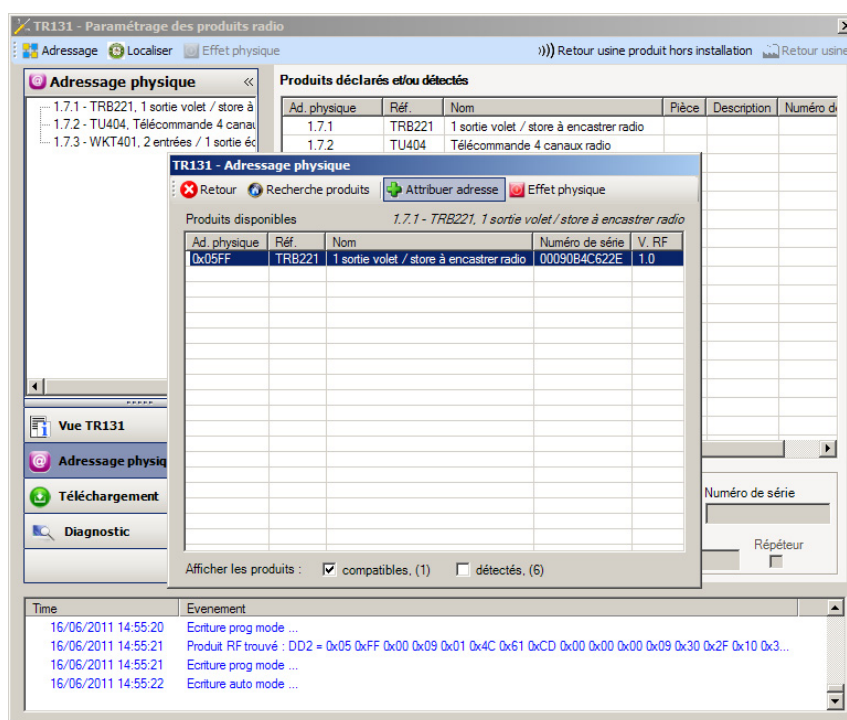 TR131 - Paramétrage des produits radio
Adressage Localiser Effet physique ))) Retour usine produit hors installation Retour usine
Adressage physique «
1.7.1 - TRB221, 1 sortie volet / store à
1.7.2 - TU404, Télécommande 4 canau
1.7.3 - WKT401, 2 entrées / 1 sortie éc
Produits déclarés et/ou détectés
Ad. physique Réf. Nom Pièce Description Numéro de
1.7.1 TRB221 1 sortie volet / store à encastrer radio
1.7.2 TU404 Télécommande 4 canaux radio
TR131 - Adressage physique
Retour Recherche produits Attribuer adresse Effet physique
Produits disponibles 1.7.1 - TRB221, 1 sortie volet / store à encastrer radio
Ad. physique Réf. Nom Numéro de série V. RF
0x05FF TRB221 1 sortie volet / store à encastrer radio 00090B4C622E 1.0
Afficher les produits : compatibles, (1) détectés, (6)
Vue TR131
Adressage physiq
Téléchargement
Diagnostic
Numéro de série
Répéteur
Time Evenement
16/06/2011 14:55:20 Ecriture prog mode ...
16/06/2011 14:55:21 Produit RF trouvé : DD2 = 0x05 0xFF 0x00 0x09 0x01 0x4C 0x61 0xCD 0x00 0x00 0x00 0x09 0x30 0x2F 0x10 0x3...
16/06/2011 14:55:21 Ecriture prog mode ...
16/06/2011 14:55:22 Ecriture auto mode ...